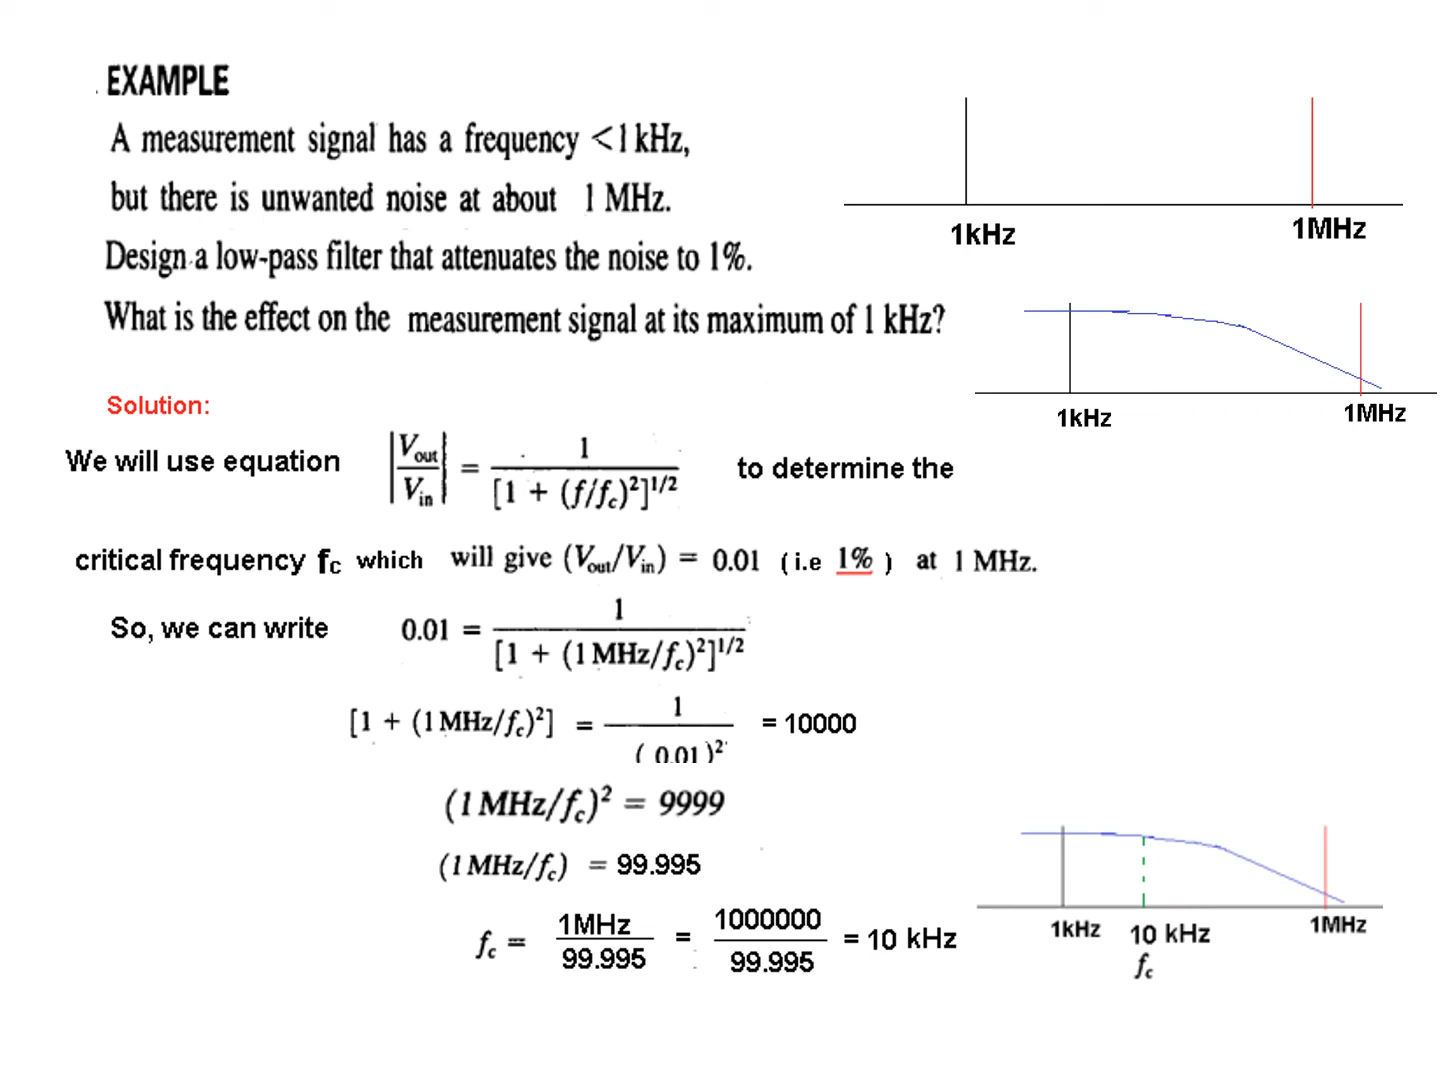 EXAMPLE
A measurement signal has a frequency <1 kHz,
but there is unwanted noise at about 1 MHz.
Design a low-pass filter that attenuates the noise to 1%.
What is the effect on the measurement signal at its maximum of 1 kHz?
1kHz 1MHz
1kHz 1MHz
Solution:
We will use equation |Vout/Vin| = 1/[1 + (f/fc)²]^1/2 to determine the
critical frequency fc which will give (Vout/Vin) = 0.01 ( i.e 1% ) at 1 MHz.
So, we can write 0.01 = 1/[1 + (1 MHz/fc)²]^1/2
[1 + (1 MHz/fc)²] = 1/( 0.01 )² = 10000
(1 MHz/fc)² = 9999
(1 MHz/fc) = 99.995
fc = 1MHz/99.995 = 1000000/99.995 = 10 kHz
1kHz 10 kHz 1MHz
fc